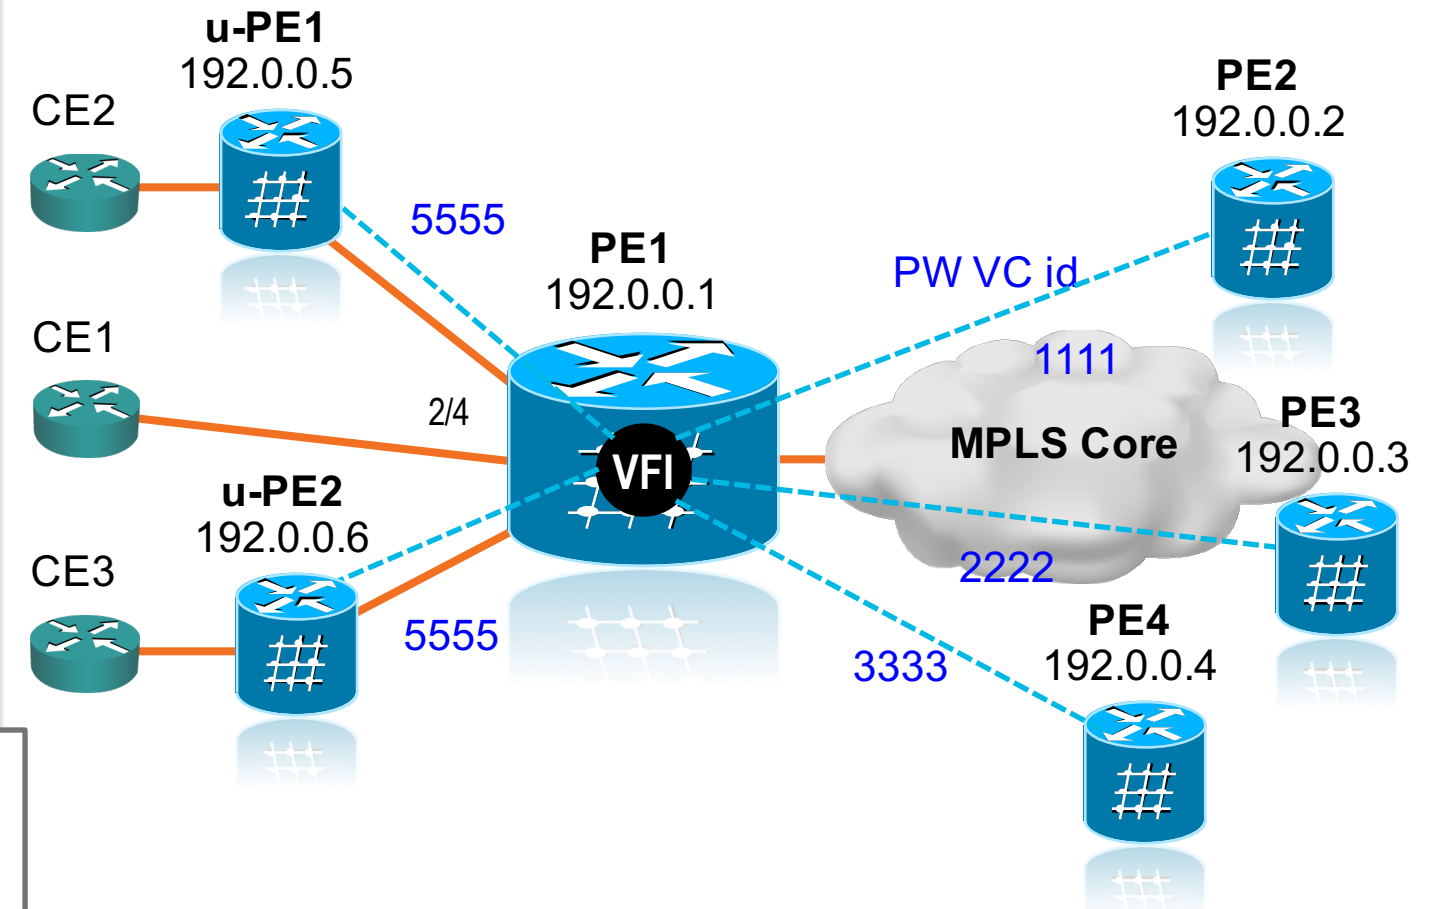 u-PE1
192.0.0.5
CE2
PE2
192.0.0.2
5555
PE1
192.0.0.1
PW VC id
CE1
1111
2/4
PE3
192.0.0.3
MPLS Core
VFI
u-PE2
192.0.0.6
CE3
2222
5555
PE4
192.0.0.4
3333